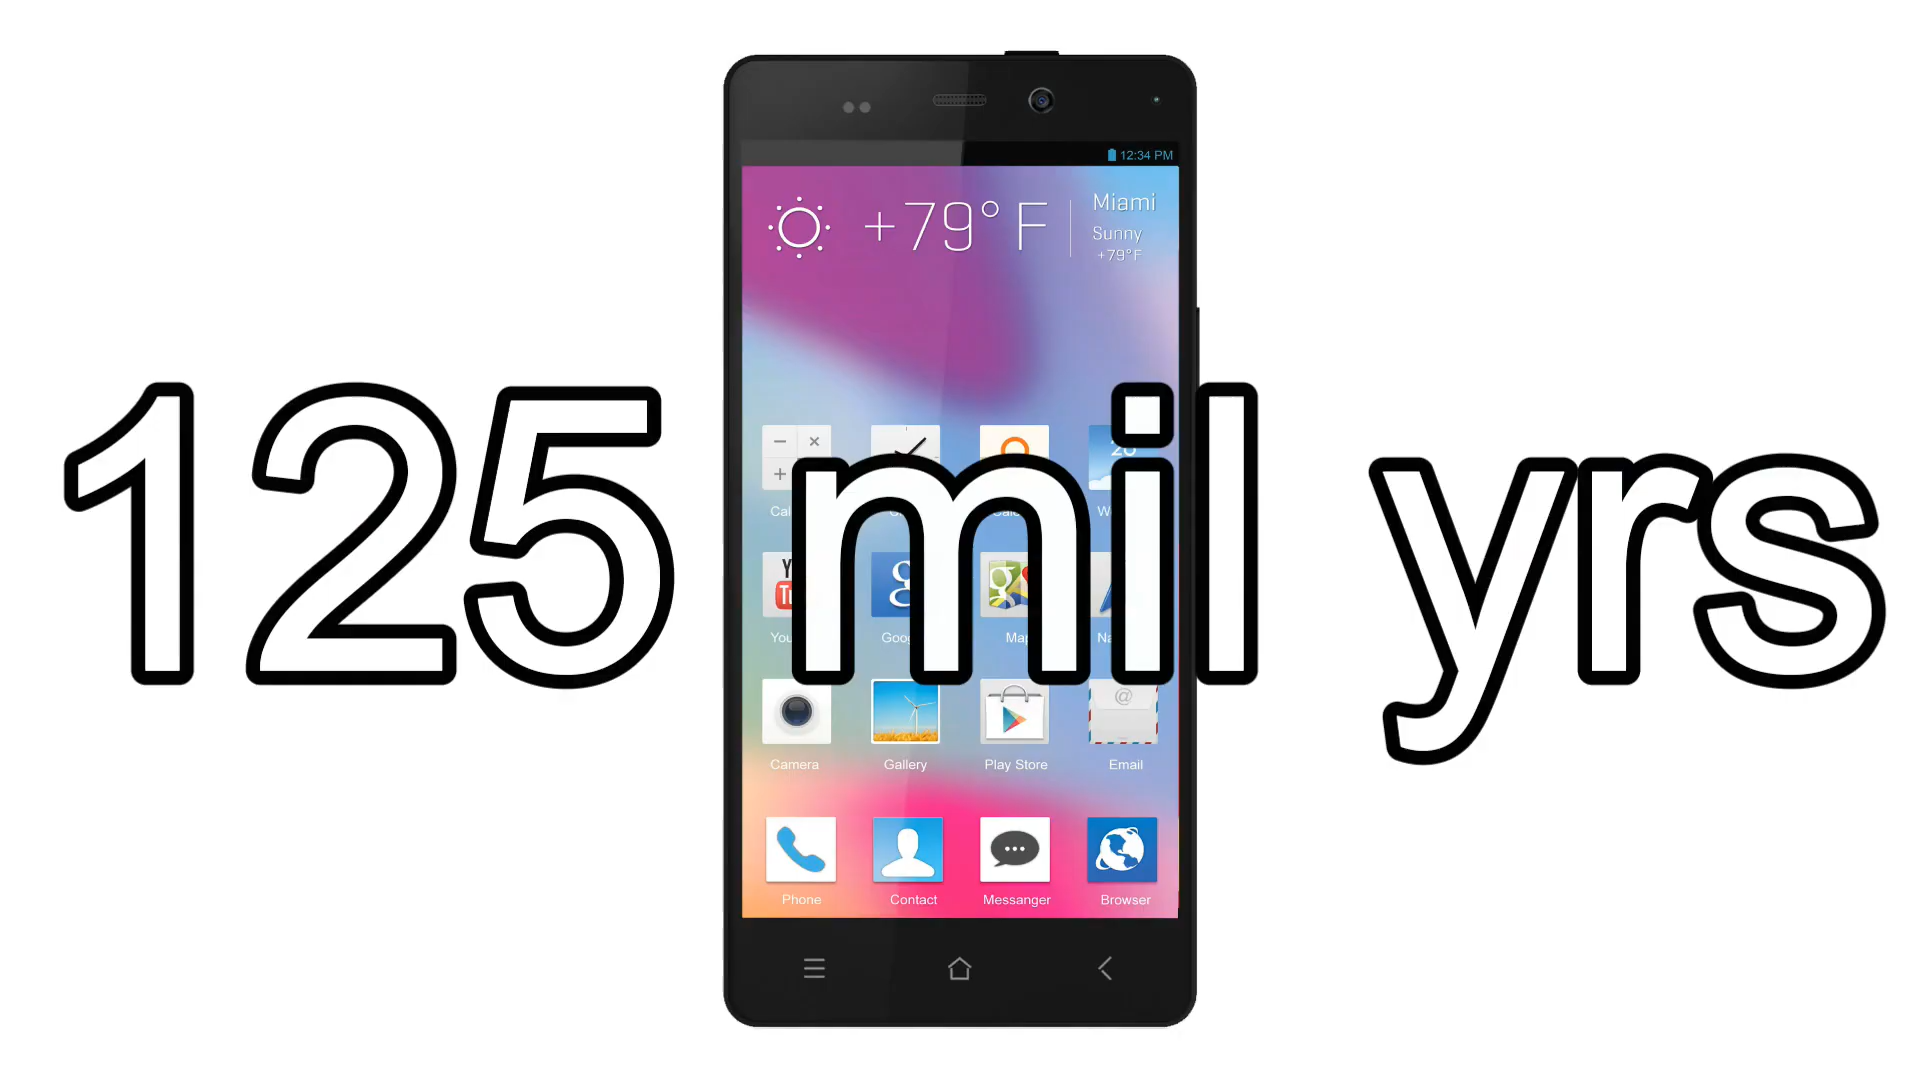 12:34 PM
+79° F
Miami
Sunny
+79°F
125 mil yrs
Camera
Gallery
Play Store
Email
Phone
Contact
Messanger
Browser